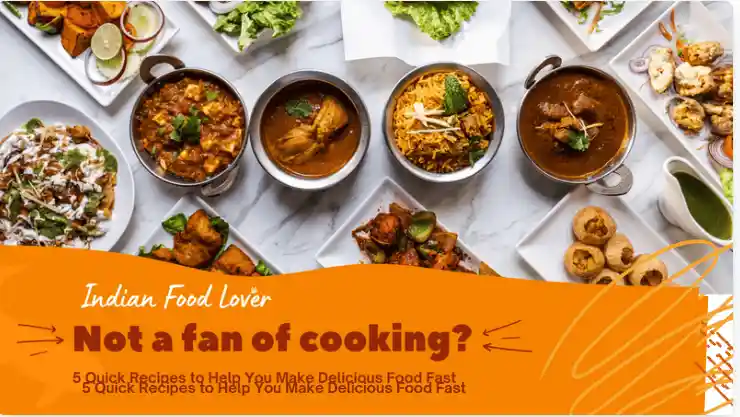 Indian Food Lover
Not a fan of cooking?
5 Quick Recipes to Help You Make Delicious Food Fast
5 Quick Recipes to Help You Make Delicious Food Fast